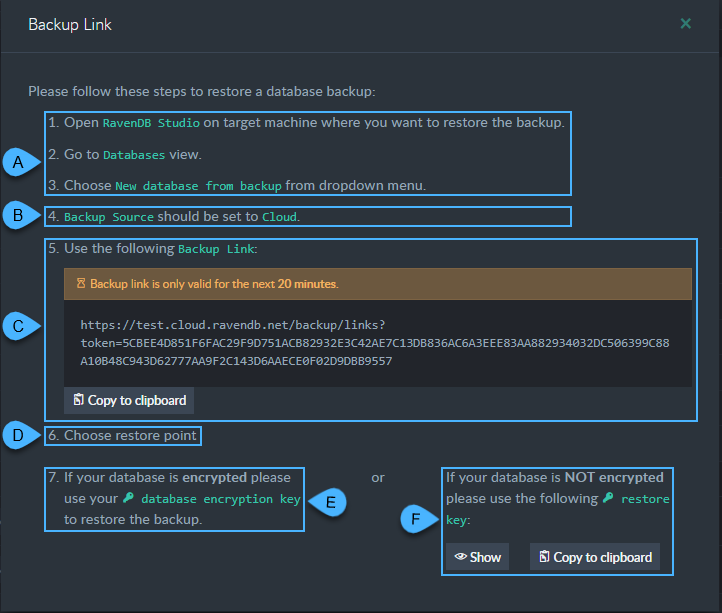 Backup Link
×
Please follow these steps to restore a database backup:
A
1. Open RavenDB Studio on target machine where you want to restore the backup.
2. Go to Databases view.
3. Choose New database from backup from dropdown menu.
B
4. Backup Source should be set to Cloud.
C
5. Use the following Backup Link:
Backup link is only valid for the next 20 minutes.
https://test.cloud.ravendb.net/backup/links?
token=5CBEE4D851F6FAC29F9D751ACB82932E3C42AE7C13DB836AC6A3EEE83AA882934032DC506399C88
A10B48C943D62777AA9F2C143D6AAECE0F02D9DBB9557
Copy to clipboard
D
6. Choose restore point
7. If your database is encrypted please
use your database encryption key
to restore the backup.
E
or
F
If your database is NOT encrypted
please use the following restore
key:
Show
Copy to clipboard